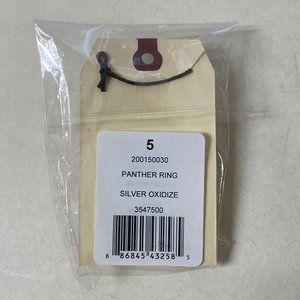 5
200150030
PANTHER RING
SILVER OXIDIZE
3547500
8 86845 43258 5